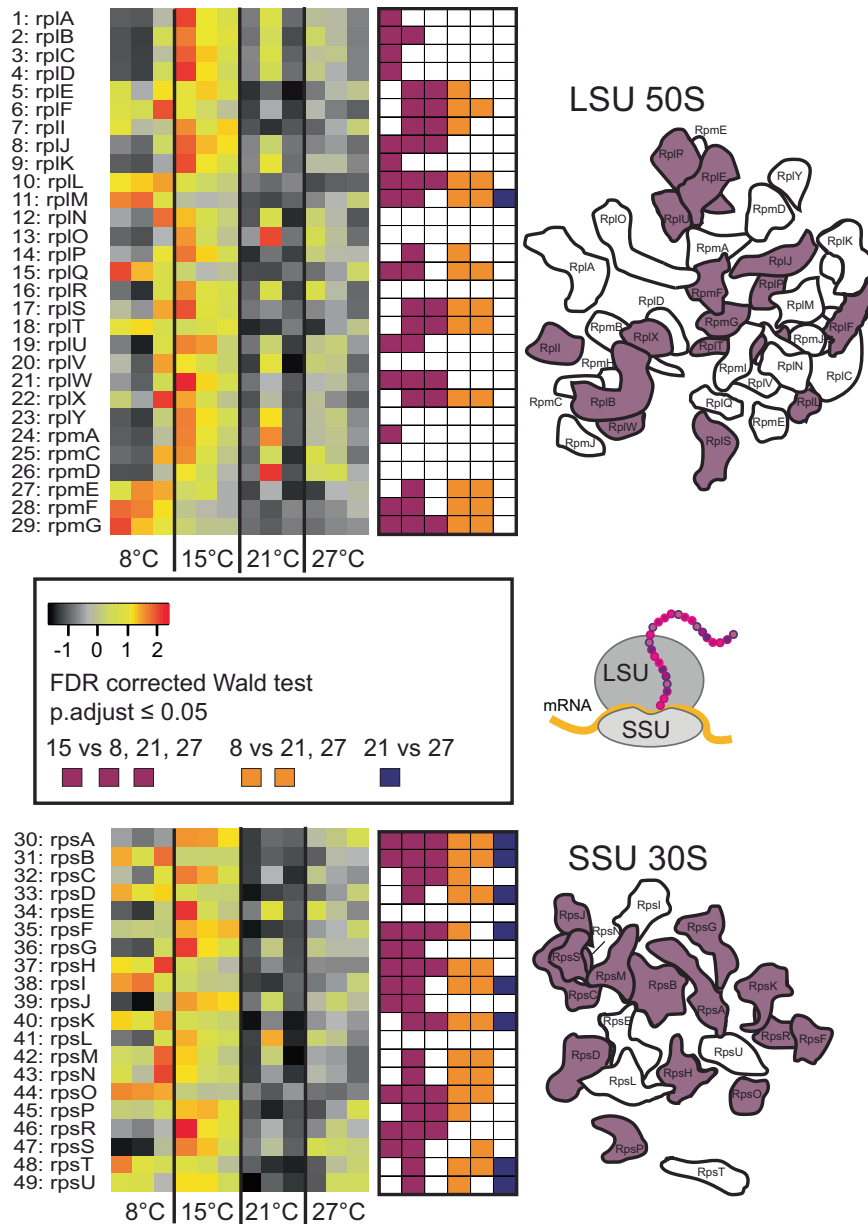 1: rplA
2: rplB
3: rplC
4: rplD
5: rplE
6: rplF
7: rplI
8: rplJ
9: rplK
10: rplL
11: rplM
12: rplN
13: rplO
14: rplP
15: rplQ
16: rplR
17: rplS
18: rplT
19: rplU
20: rplV
21: rplW
22: rplX
23: rplY
24: rpmA
25: rpmC
26: rpmD
27: rpmE
28: rpmF
29: rpmG
8°C 15°C 21°C 27°C
LSU 50S
RpmE
RplR
RplE
RplY
RpmD
RplU
RplO
RplK
RpmA
RplJ
RplA
RpmF
RplP
RplD
RplM
RpmB
RpmG
RplF
RplX
RplI
RplT
RpmJ
RpmH
RpmI
RplN
RplC
RplV
RpmC
RplB
RplQ
RplL
RplW
RpmE
RpmJ
RplS
-1 0 1 2
FDR corrected Wald test
p.adjust ≤ 0.05
15 vs 8, 21, 27 8 vs 21, 27 21 vs 27
LSU
mRNA
SSU
30: rpsA
31: rpsB
32: rpsC
33: rpsD
34: rpsE
35: rpsF
36: rpsG
37: rpsH
38: rpsI
39: rpsJ
40: rpsK
41: rpsL
42: rpsM
43: rpsN
44: rpsO
45: rpsP
46: rpsR
47: rpsS
48: rpsT
49: rpsU
8°C 15°C 21°C 27°C
SSU 30S
RpsI
RpsJ
RpsN
RpsG
RpsS
RpsM
RpsB
RpsK
RpsC
RpsA
RpsE
RpsR
RpsF
RpsD
RpsU
RpsH
RpsL
RpsO
RpsP
RpsT